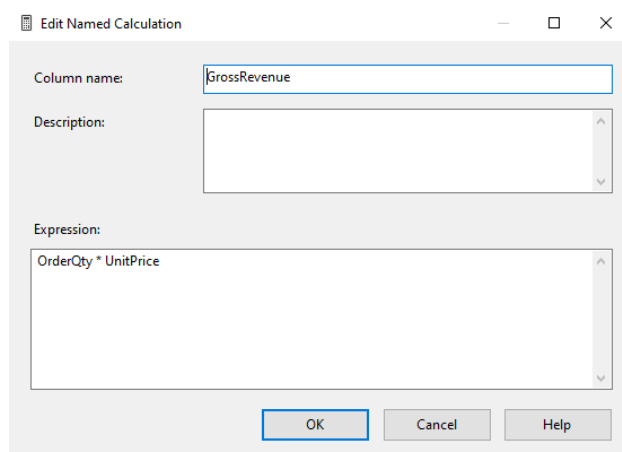 Edit Named Calculation
Column name: GrossRevenue
Description:
Expression:
OrderQty * UnitPrice
OK Cancel Help